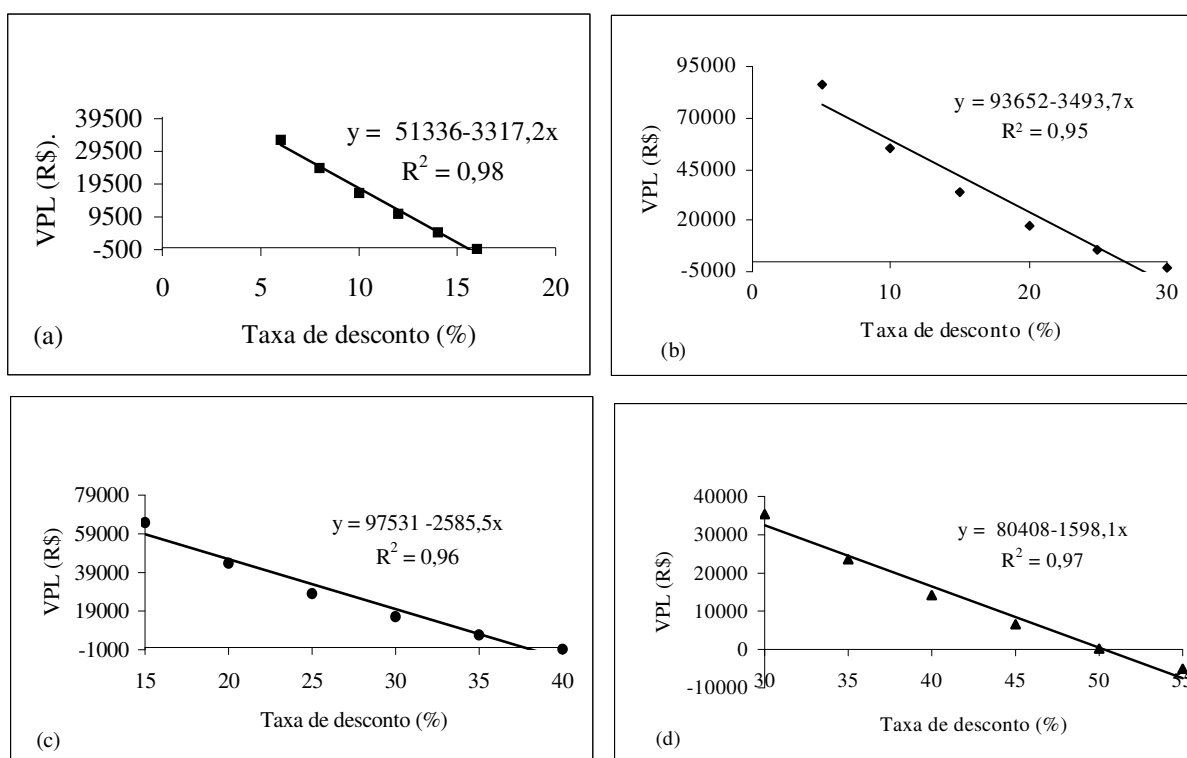 39500
29500
19500
9500
-500
VPL (R$).
y = 51336-3317,2x
R² = 0,98
0 5 10 15 20
Taxa de desconto (%)
(a)
95000
70000
45000
20000
-5000
VPL (R$)
y = 93652-3493,7x
R² = 0,95
0 10 20 30
Taxa de desconto (%)
(b)
79000
59000
39000
19000
-1000
VPL (R$)
y = 97531 -2585,5x
R² = 0,96
15 20 25 30 35 40
Taxa de desconto (%)
(c)
40000
30000
20000
10000
0
-10000
VPL (R$)
y = 80408-1598,1x
R² = 0,97
30 35 40 45 50 55
Taxa de desconto (%)
(d)